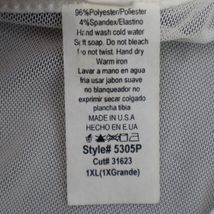 96%Polyester/Poliester
4%Spandex/Elastino
Hand wash cold water
Soft soap. Do not bleach
Do not twist. Hand dry
Warm iron
Lavar a mano en agua
fria usar jabon suave
no blanqueador no
exprimir secar colgado
plancha tibia
MADE IN U.S.A
HECHO EN E.UA
Style# 5305P
Cut# 31623
1XL(1XGrande)